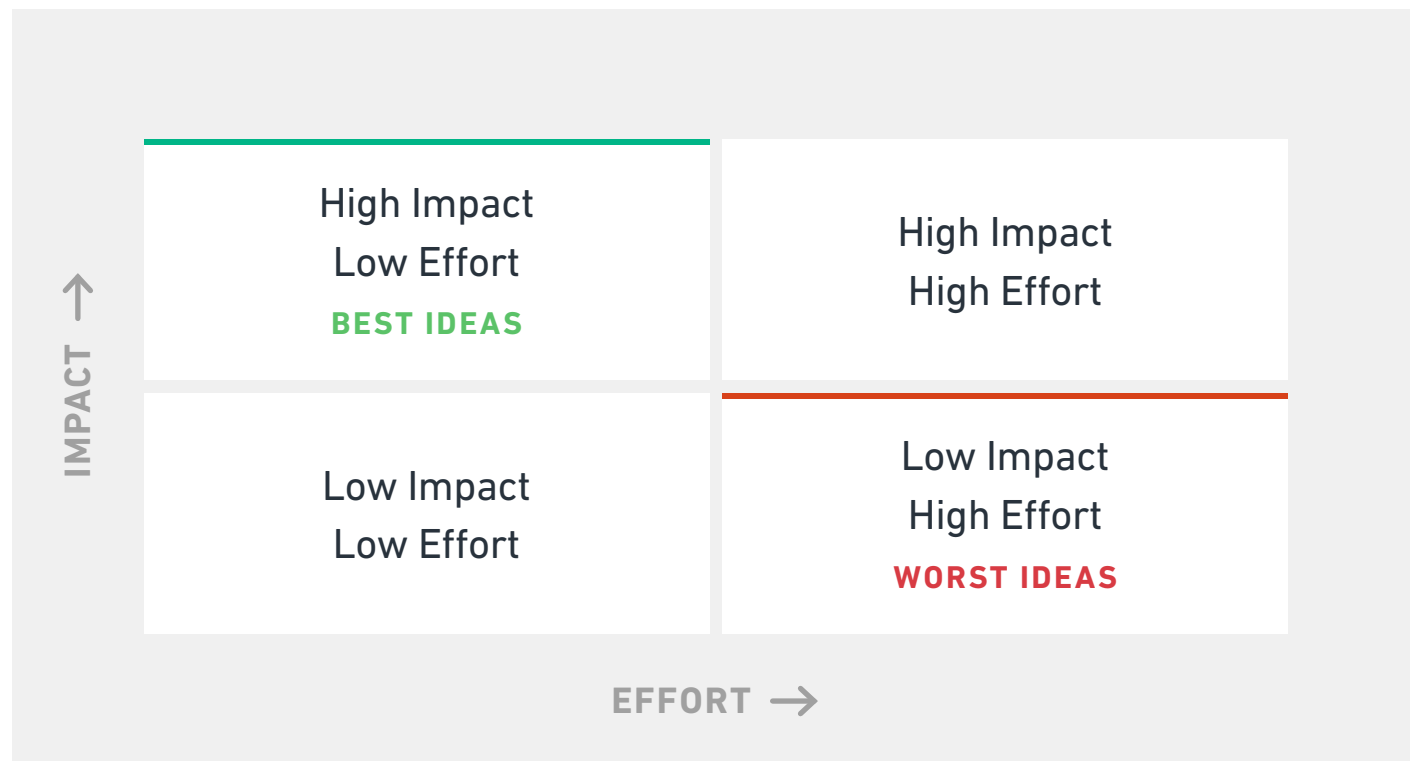 High Impact
Low Effort
BEST IDEAS
High Impact
High Effort
IMPACT
Low Impact
Low Effort
Low Impact
High Effort
WORST IDEAS
EFFORT